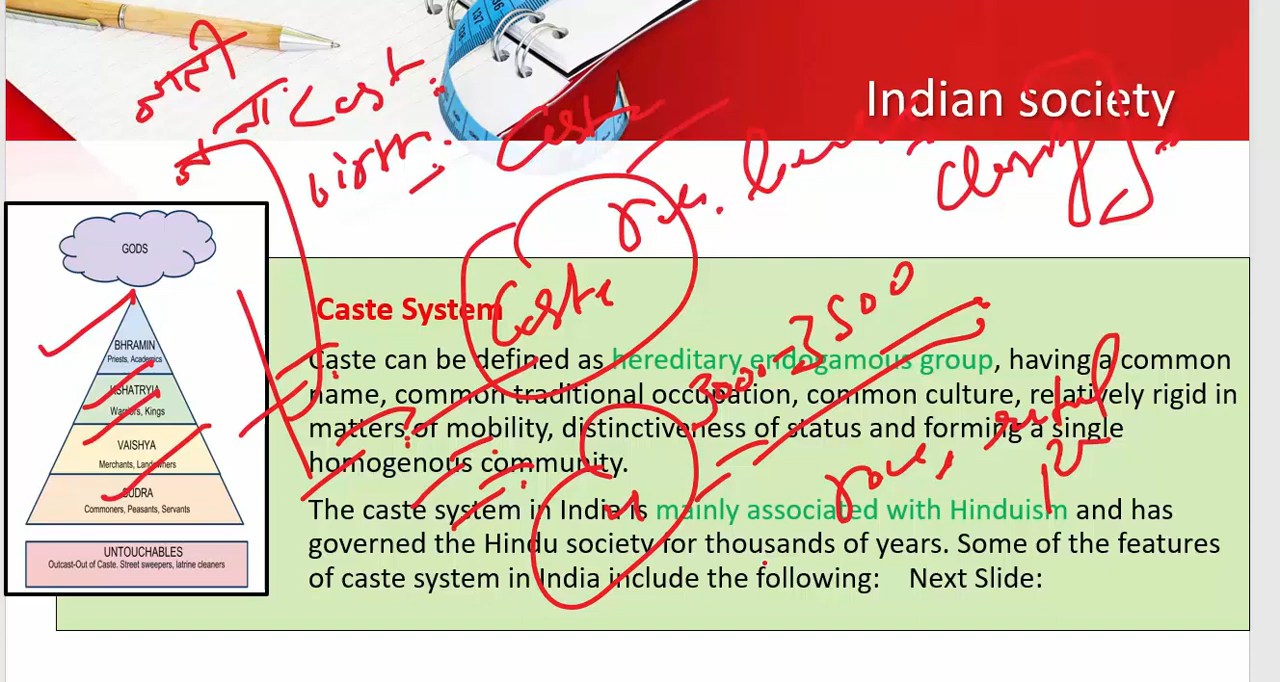 Indian society
Cast
birth
Caste
GODS
BHRAMIN
Priests, Academics
KSHATRYIA
Warriors, Kings
VAISHYA
Merchants, Landowners
SUDRA
Commoners, Peasants, Servants
UNTOUCHABLES
Outcast-Out of Caste. Street sweepers, latrine cleaners
Caste System
Caste
3000-3500
Caste can be defined as hereditary endogamous group, having a common
name, common traditional occupation, common culture, relatively rigid in
matters of mobility, distinctiveness of status and forming a single
homogenous community.
The caste system in India is mainly associated with Hinduism and has
governed the Hindu society for thousands of years. Some of the features
of caste system in India include the following: Next Slide: